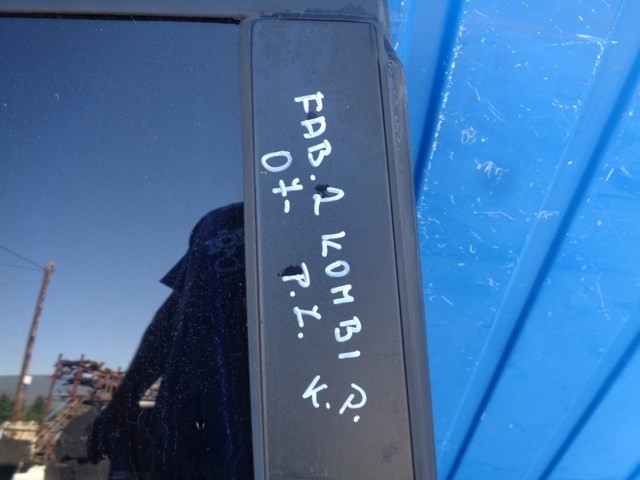 FAB. 2 KOMBI
07- P.L.
K. P.